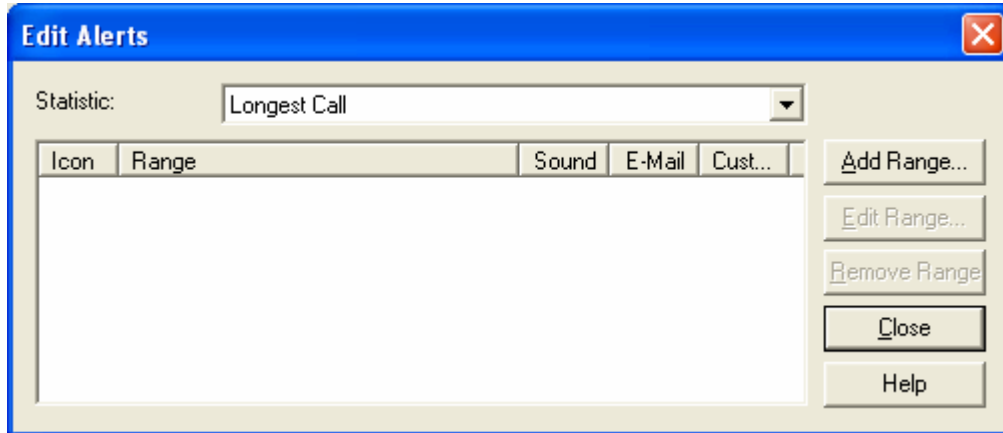 Edit Alerts
Statistic: Longest Call
Icon Range Sound E-Mail Cust...
Add Range...
Edit Range...
Remove Range
Close
Help